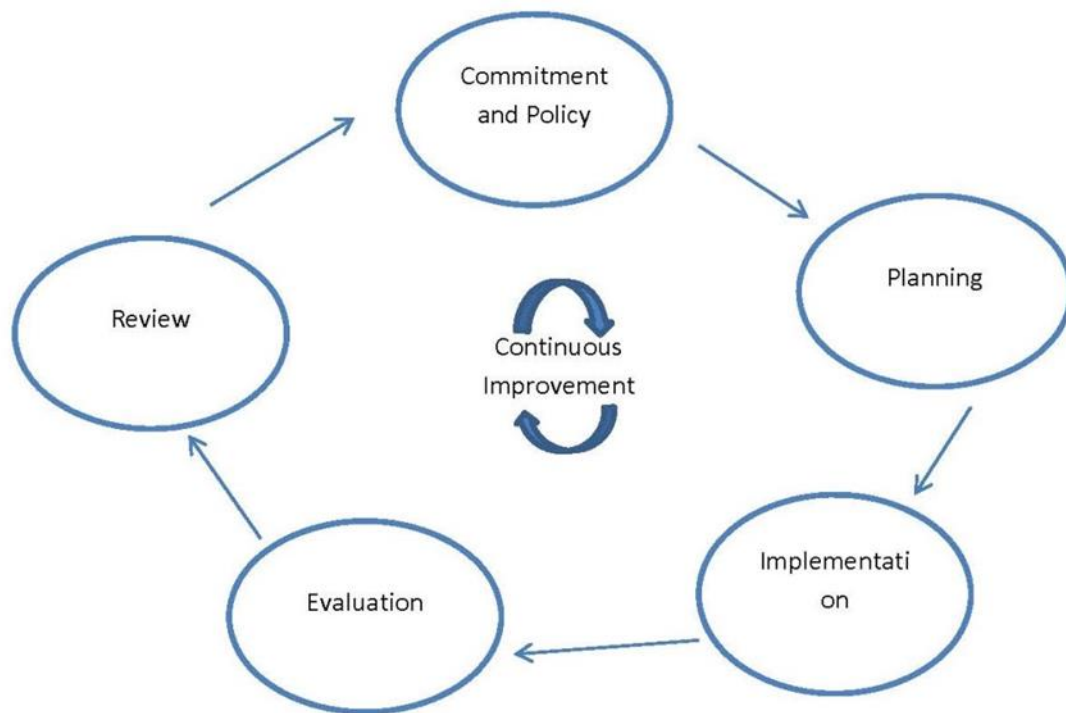 Commitment
and Policy
Planning
Review
Continuous
Improvement
Implementati
on
Evaluation